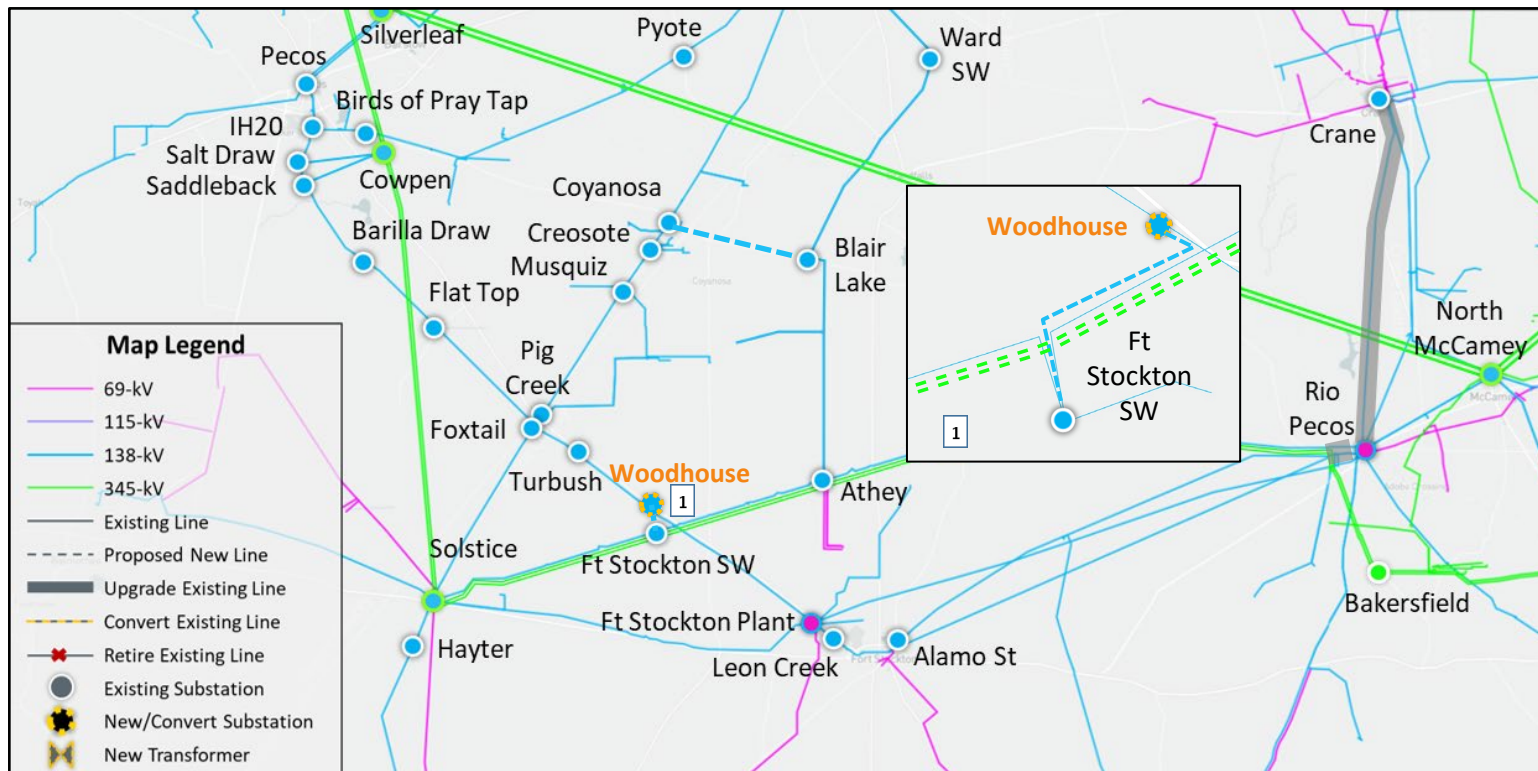 Silverleaf
Pyote
Ward
SW
Pecos
Birds of Pray Tap
IH20
Salt Draw
Saddleback
Cowpen
Crane
Coyanosa
Creosote
Musquiz
Barilla Draw
Blair
Lake
Flat Top
Woodhouse
Ft
Stockton
SW
1
North
McCamey
McCamey
Coyanosa
Pig
Creek
Foxtail
Turbush
Woodhouse
1
Rio
Pecos
Athey
Solstice
Ft Stockton SW
Bakersfield
Ft Stockton Plant
Hayter
Leon Creek
Alamo St
Map Legend
69-kV
115-kV
138-kV
345-kV
Existing Line
Proposed New Line
Upgrade Existing Line
Convert Existing Line
Retire Existing Line
Existing Substation
New/Convert Substation
New Transformer